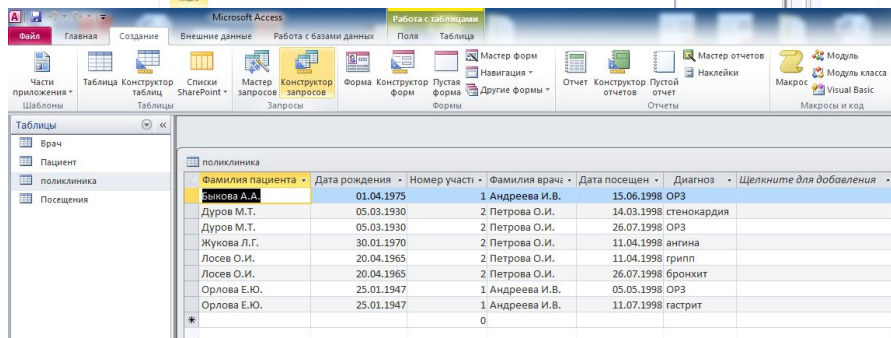 Microsoft Access
Работа с таблицами
Файл Главная Создание Внешние данные Работа с базами данных Поля Таблица
Части приложения
Таблица
Конструктор таблиц
Списки SharePoint
Мастер запросов
Конструктор запросов
Форма
Конструктор форм
Пустая форма
Мастер форм
Навигация
Другие формы
Отчет
Конструктор отчетов
Пустой отчет
Мастер отчетов
Наклейки
Макрос
Модуль
Модуль класса
Visual Basic
Шаблоны Таблицы Запросы Формы Отчеты Макросы и код
Таблицы
Врач
Пациент
поликлиника
Посещения
поликлиника
Фамилия пациента Дата рождения Номер участк Фамилия врача Дата посещен Диагноз Щелкните для добавления
Быкова А.А. 01.04.1975 1 Андреева И.В. 15.06.1998 ОРЗ
Дуров М.Т. 05.03.1930 2 Петрова О.И. 14.03.1998 стенокардия
Дуров М.Т. 05.03.1930 2 Петрова О.И. 26.07.1998 ОРЗ
Жукова Л.Г. 30.01.1970 2 Петрова О.И. 11.04.1998 ангина
Лосев О.И. 20.04.1965 2 Петрова О.И. 11.04.1998 грипп
Лосев О.И. 20.04.1965 2 Петрова О.И. 26.07.1998 бронхит
Орлова Е.Ю. 25.01.1947 1 Андреева И.В. 05.05.1998 ОРЗ
Орлова Е.Ю. 25.01.1947 1 Андреева И.В. 11.07.1998 гастрит
0